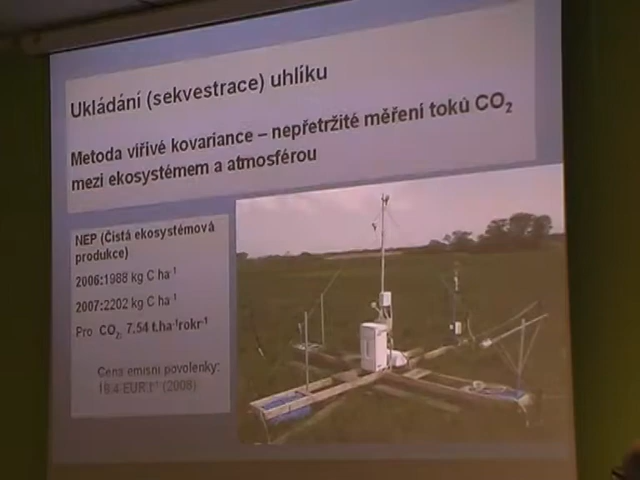 Ukládání (sekvestrace) uhlíku
Metoda vířivé kovariance – nepřetržité měření toků CO₂
mezi ekosystémem a atmosférou
NEP (Čistá ekosystémová
produkce)
2006:1988 kg C ha⁻¹
2007:2202 kg C ha⁻¹
Pro CO₂, 7.54 t.ha⁻¹rokr⁻¹
Cena emisní povolenky:
18.4 EUR t⁻¹ (2008)